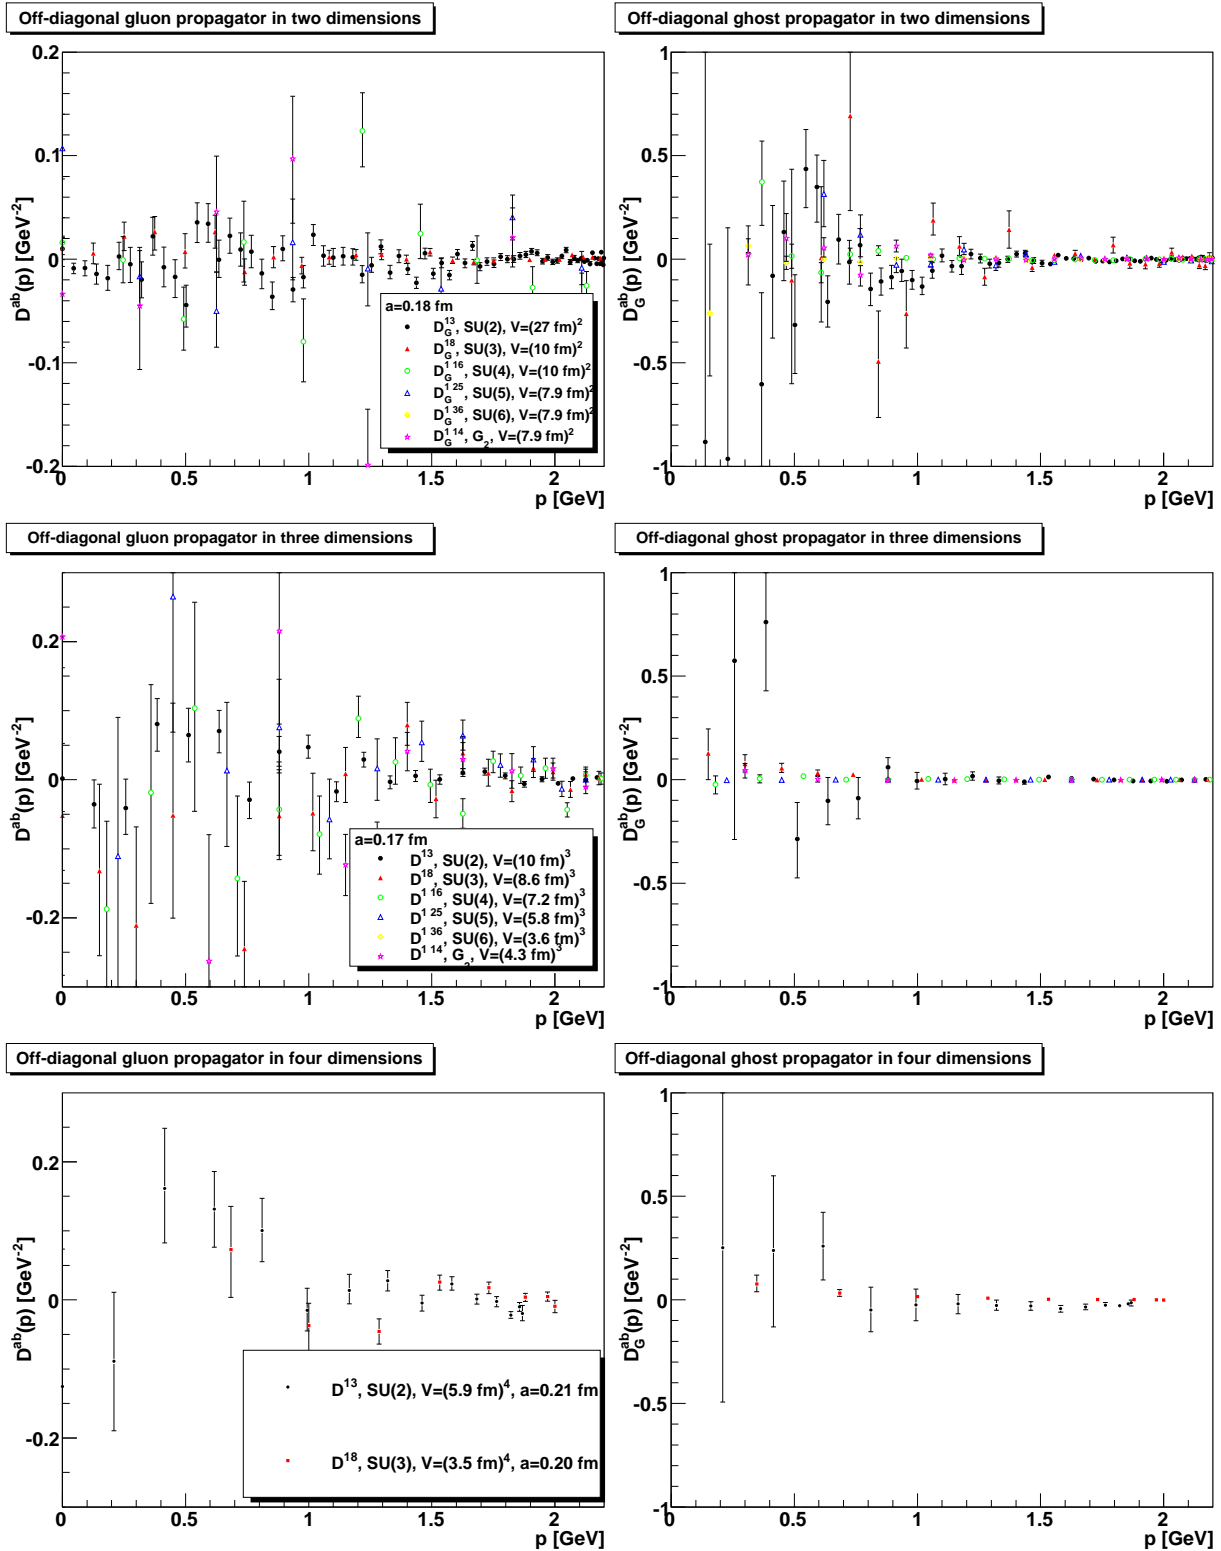 Off-diagonal gluon propagator in two dimensions
D^ab(p) [GeV^-2]
0.2
0.1
0
-0.1
-0.2
0 0.5 1 1.5 2
p [GeV]
a=0.18 fm
D_G^13, SU(2), V=(27 fm)^2
D_G^18, SU(3), V=(10 fm)^2
D_G^1 16, SU(4), V=(10 fm)^2
D_G^1 25, SU(5), V=(7.9 fm)^2
D_G^1 36, SU(6), V=(7.9 fm)^2
D_G^1 14, G_2, V=(7.9 fm)^2
Off-diagonal ghost propagator in two dimensions
D_G^ab(p) [GeV^-2]
1
0.5
0
-0.5
-1
0 0.5 1 1.5 2
p [GeV]
Off-diagonal gluon propagator in three dimensions
D^ab(p) [GeV^-2]
0.2
0
-0.2
0 0.5 1 1.5 2
p [GeV]
a=0.17 fm
D^13, SU(2), V=(10 fm)^3
D^18, SU(3), V=(8.6 fm)^3
D^1 16, SU(4), V=(7.2 fm)^3
D^1 25, SU(5), V=(5.8 fm)^3
D^1 36, SU(6), V=(3.6 fm)^3
D^1 14, G_2, V=(4.3 fm)^3
Off-diagonal ghost propagator in three dimensions
D_G^ab(p) [GeV^-2]
1
0.5
0
-0.5
-1
0 0.5 1 1.5 2
p [GeV]
Off-diagonal gluon propagator in four dimensions
D^ab(p) [GeV^-2]
0.2
0
-0.2
0 0.5 1 1.5 2
p [GeV]
D^13, SU(2), V=(5.9 fm)^4, a=0.21 fm
D^18, SU(3), V=(3.5 fm)^4, a=0.20 fm
Off-diagonal ghost propagator in four dimensions
D_G^ab(p) [GeV^-2]
1
0.5
0
-0.5
-1
0 0.5 1 1.5 2
p [GeV]